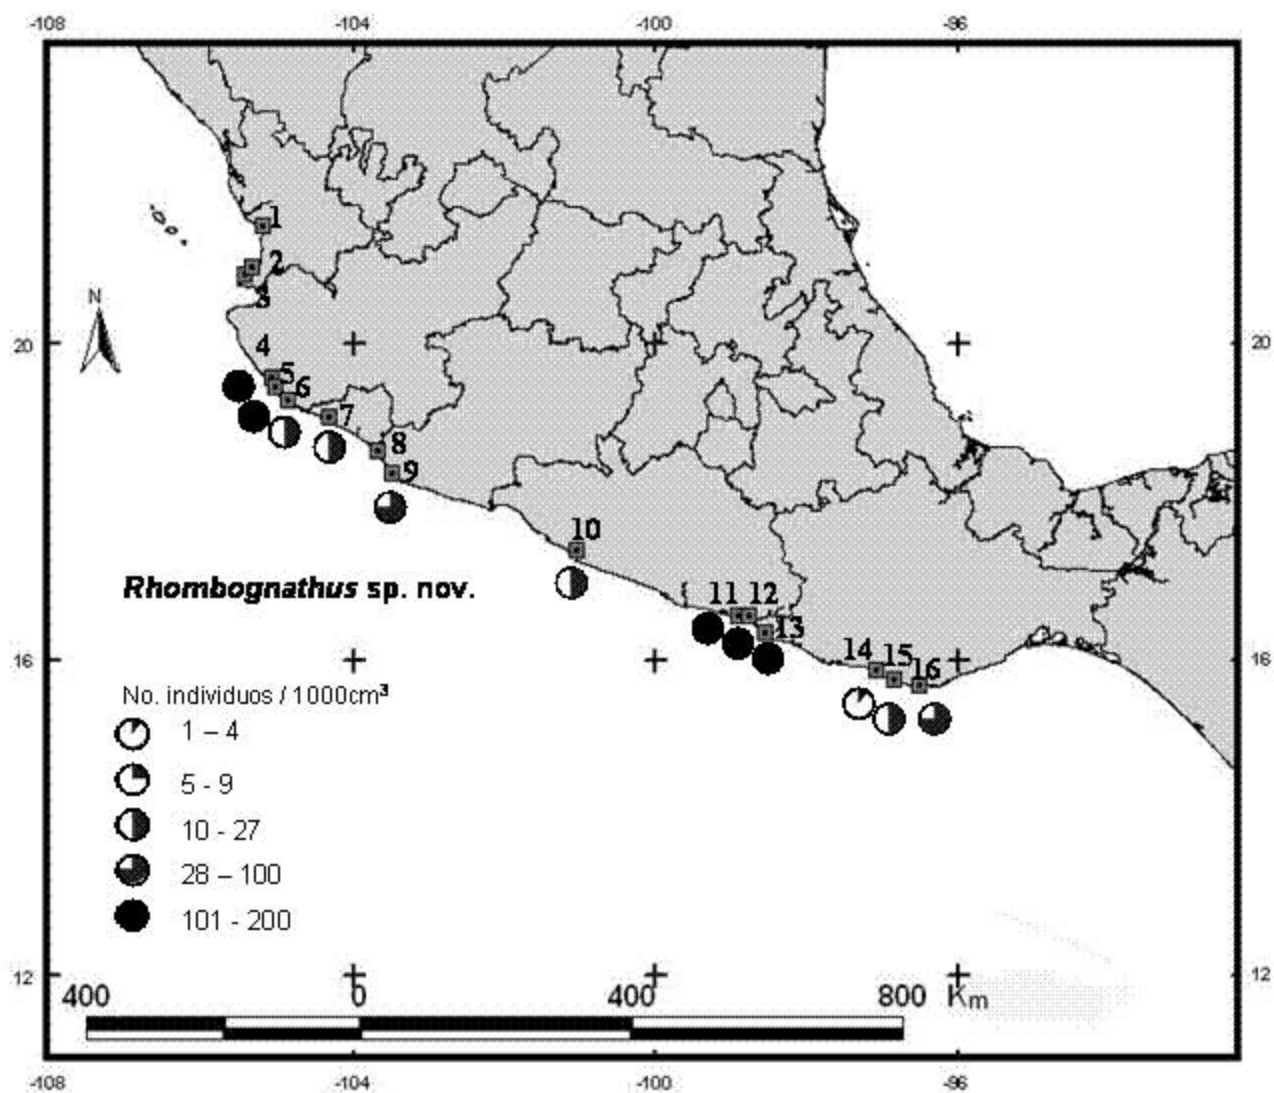 -108 -104 -100 -96
N
1
2
3
20 20
4
5
6
7
8
9
10
Rhombognathus sp. nov.
11 12
13
14 15 16
16 16
No. individuos / 1000cm³
1 – 4
5 - 9
10 - 27
28 – 100
101 - 200
12 12
400 0 400 800 Km
-108 -104 -100 -96